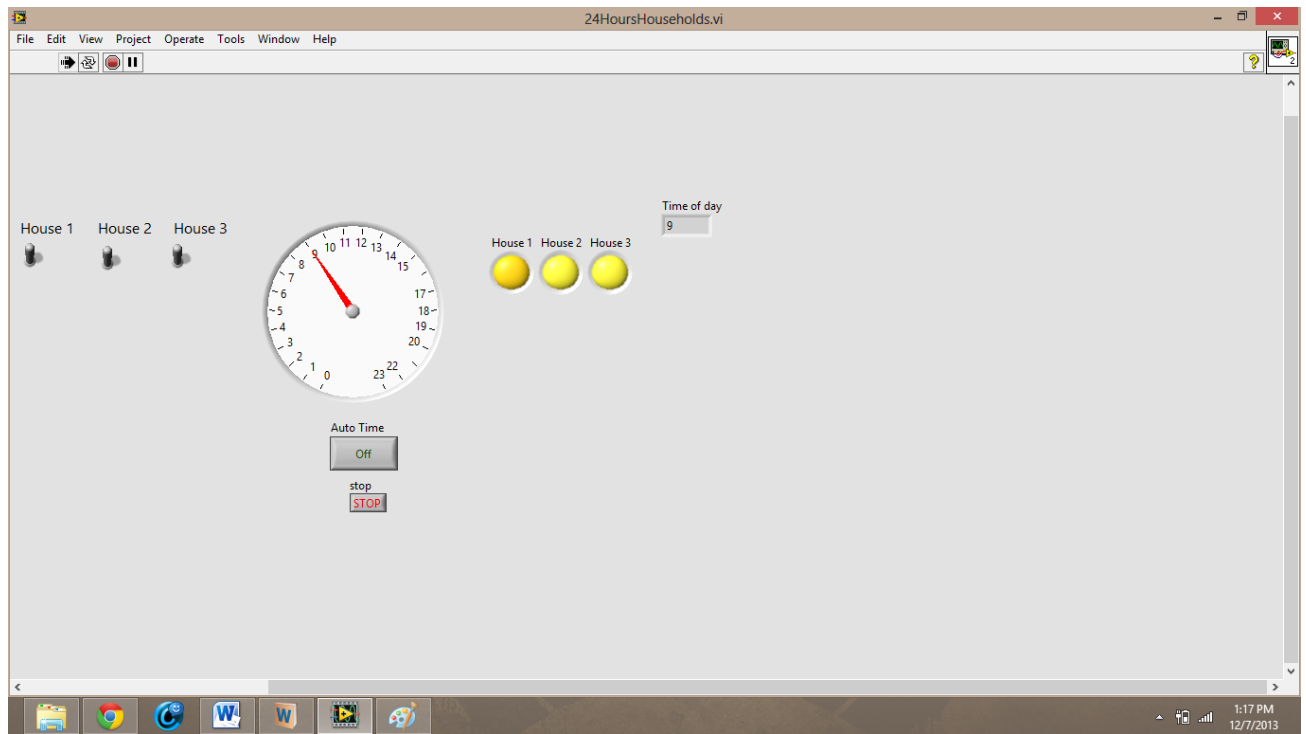 24HoursHouseholds.vi
File Edit View Project Operate Tools Window Help
2
Time of day
9
House 1 House 2 House 3
House 1 House 2 House 3
0 1 2 3 4 5 6 7 8 9 10 11 12 13 14 15 17 18 19 20 22 23
Auto Time
Off
stop
STOP
1:17 PM
12/7/2013